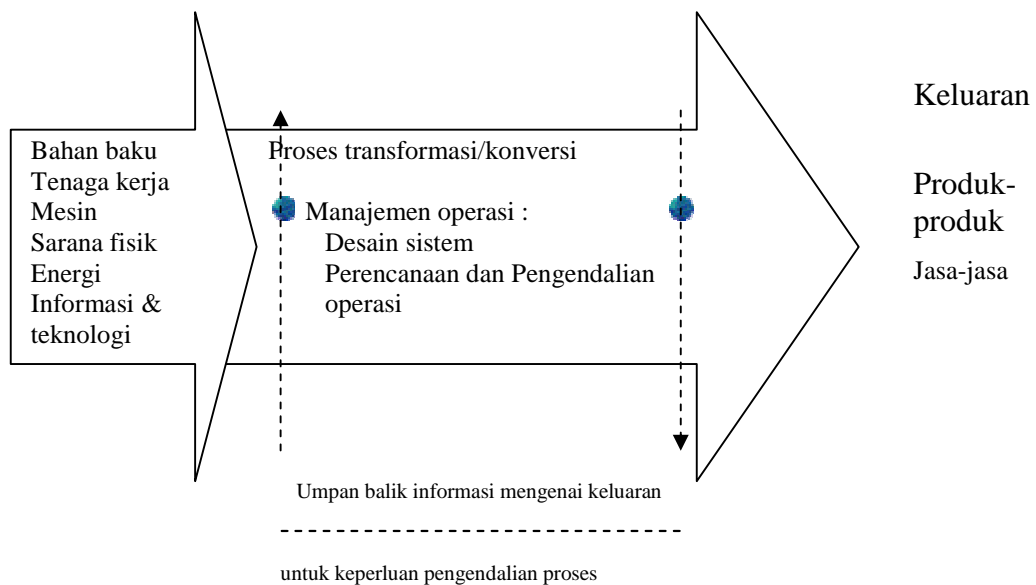 Bahan baku
Tenaga kerja
Mesin
Sarana fisik
Energi
Informasi &
teknologi
Proses transformasi/konversi
Manajemen operasi :
Desain sistem
Perencanaan dan Pengendalian
operasi
Keluaran
Produk-
produk
Jasa-jasa
Umpan balik informasi mengenai keluaran
untuk keperluan pengendalian proses